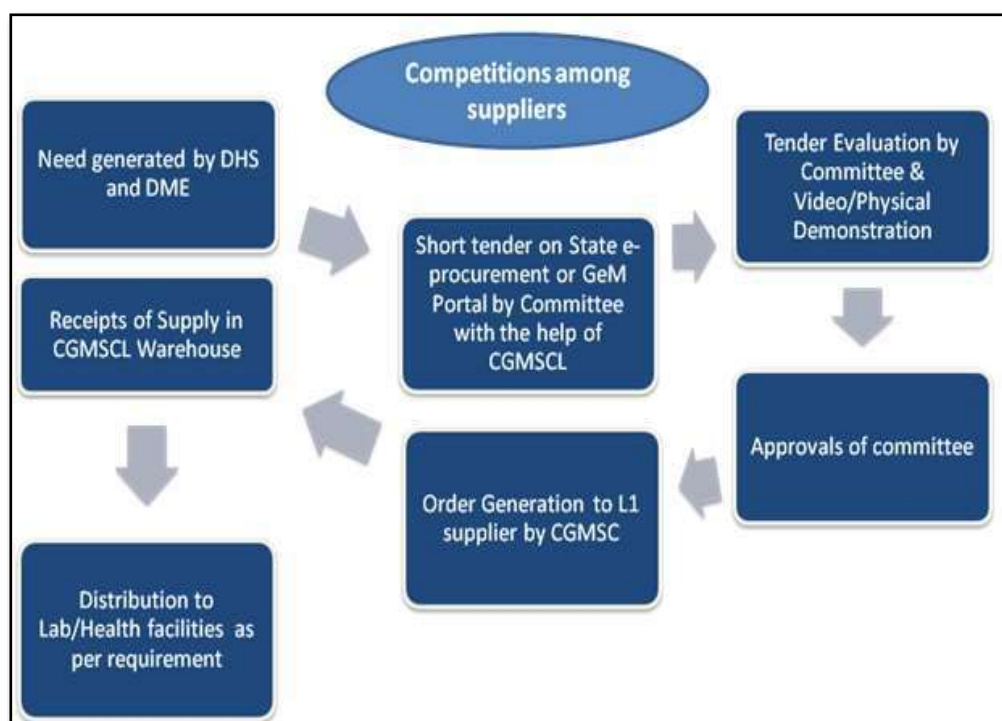 Competitions among
suppliers
Need generated by DHS
and DME
Short tender on State e-
procurement or GeM
Portal by Committee
with the help of
CGMSCL
Tender Evaluation by
Committee &
Video/Physical
Demonstration
Approvals of committee
Order Generation to L1
supplier by CGMSC
Receipts of Supply in
CGMSCL Warehouse
Distribution to
Lab/Health facilities as
per requirement